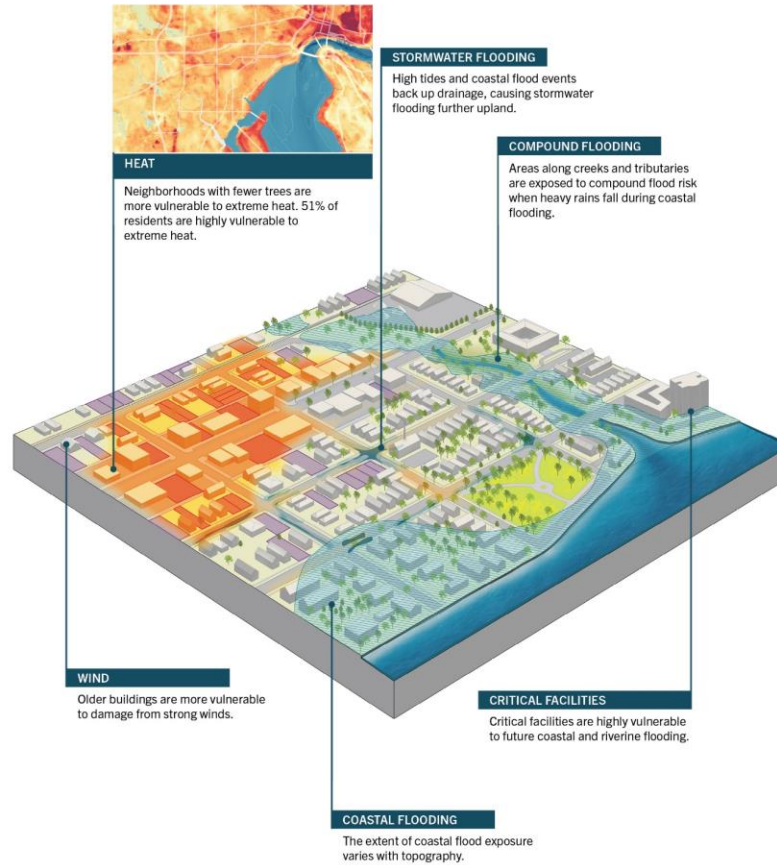 STORMWATER FLOODING
High tides and coastal flood events
back up drainage, causing stormwater
flooding further upland.
COMPOUND FLOODING
Areas along creeks and tributaries
are exposed to compound flood risk
when heavy rains fall during coastal
flooding.
HEAT
Neighborhoods with fewer trees are
more vulnerable to extreme heat. 51% of
residents are highly vulnerable to
extreme heat.
WIND
Older buildings are more vulnerable
to damage from strong winds.
CRITICAL FACILITIES
Critical facilities are highly vulnerable
to future coastal and riverine flooding.
COASTAL FLOODING
The extent of coastal flood exposure
varies with topography.